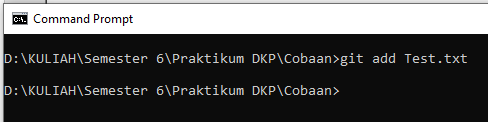 Command Prompt
D:\KULIAH\Semester 6\Praktikum DKP\Cobaan>git add Test.txt
D:\KULIAH\Semester 6\Praktikum DKP\Cobaan>